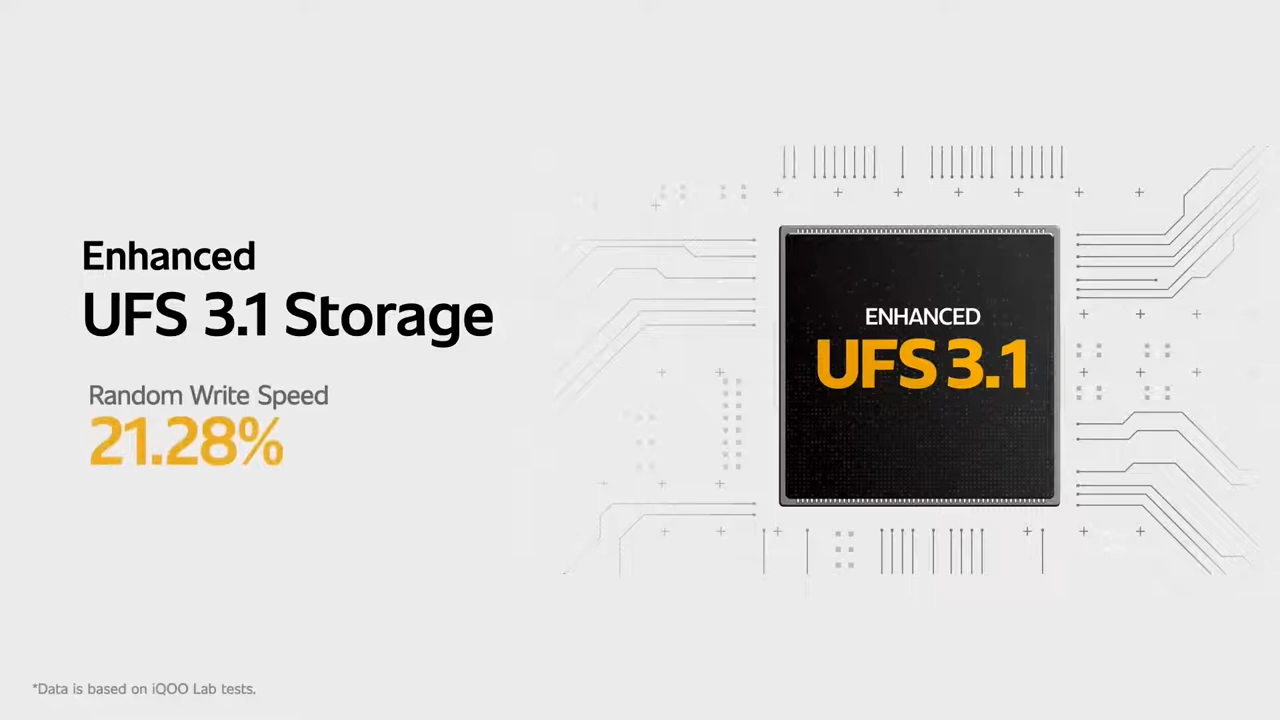 Enhanced
UFS 3.1 Storage
Random Write Speed
21.28%
ENHANCED
UFS 3.1
*Data is based on iQOO Lab tests.